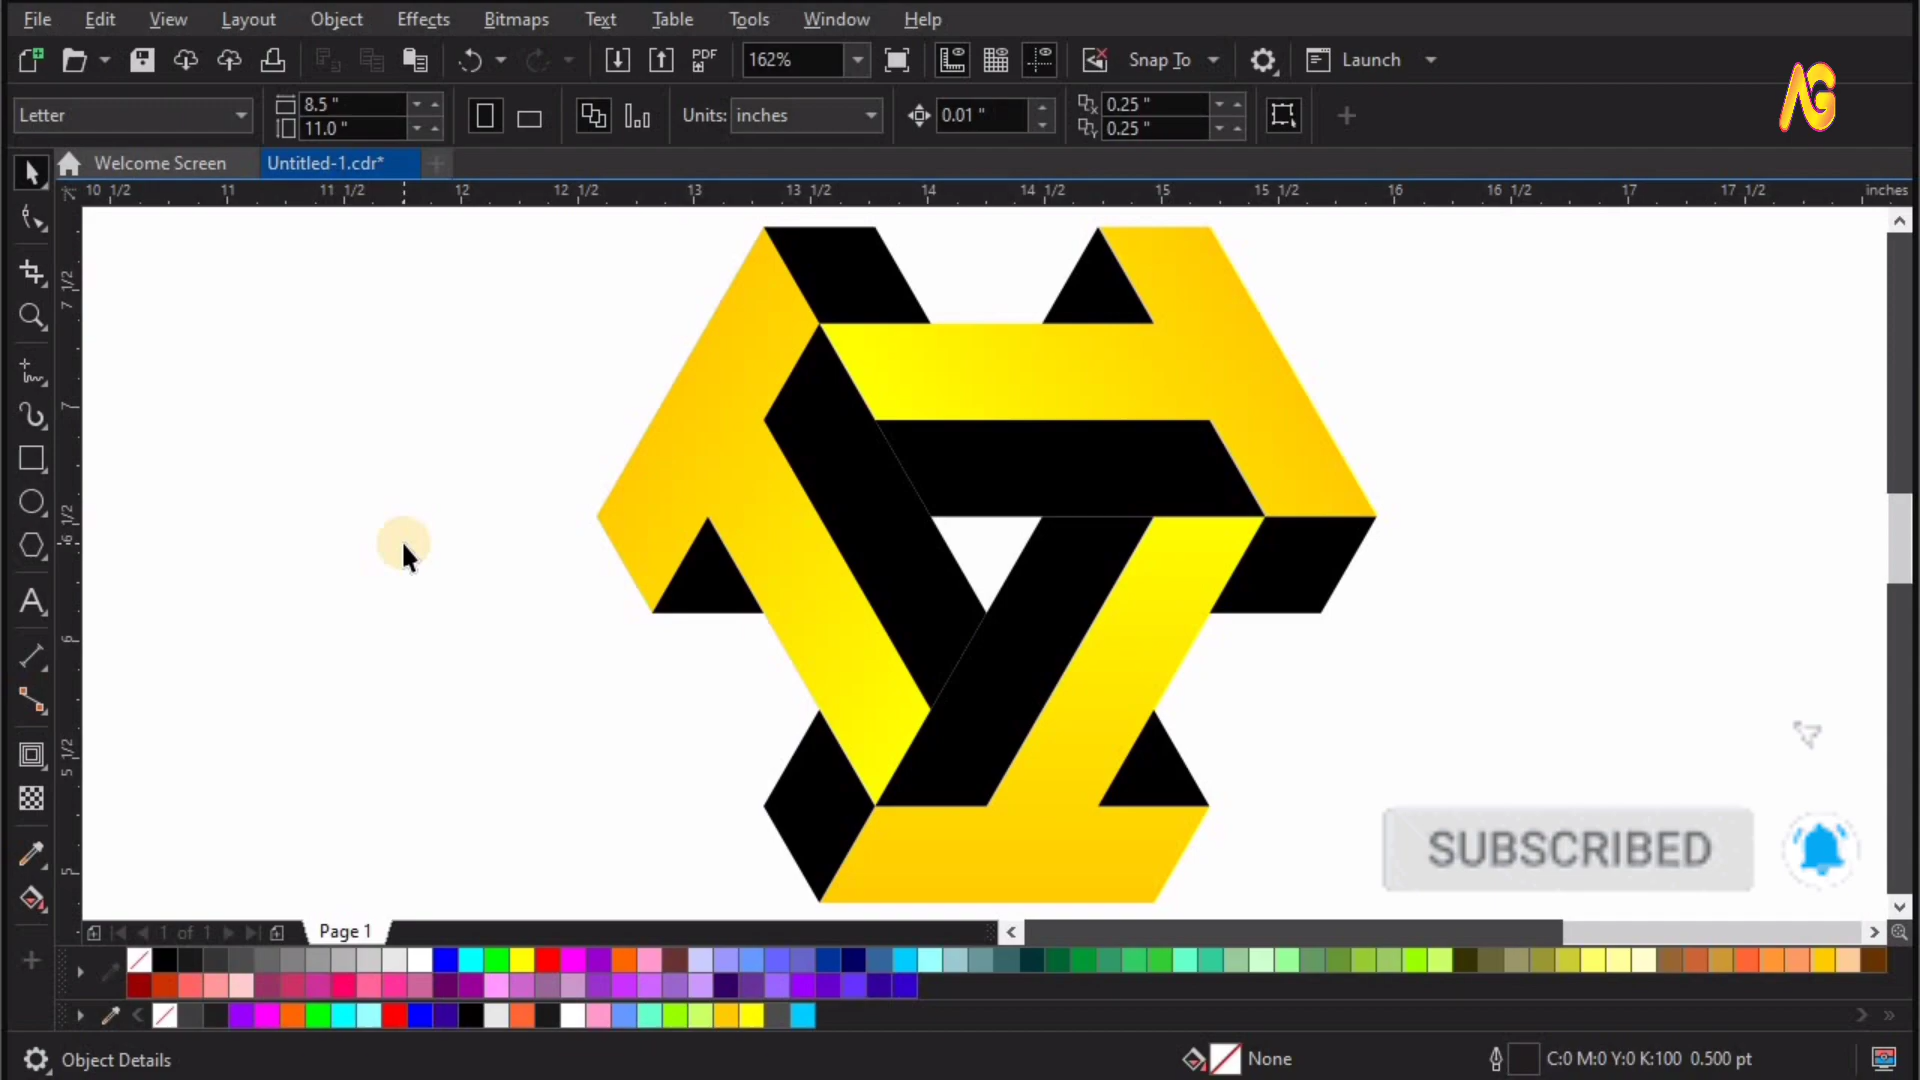 File Edit View Layout Object Effects Bitmaps Text Table Tools Window Help
PDF 162% Snap To Launch
AG
Letter 8.5 " 11.0 " Units: inches 0.01 " 0.25 " 0.25 "
Welcome Screen Untitled-1.cdr*
10 1/2 11 11 1/2 12 12 1/2 13 13 1/2 14 14 1/2 15 15 1/2 16 16 1/2 17 17 1/2 inches
7 1/2
7
6 1/2
6
5 1/2
5
SUBSCRIBED
1 of 1 Page 1
Object Details None C:0 M:0 Y:0 K:100 0.500 pt